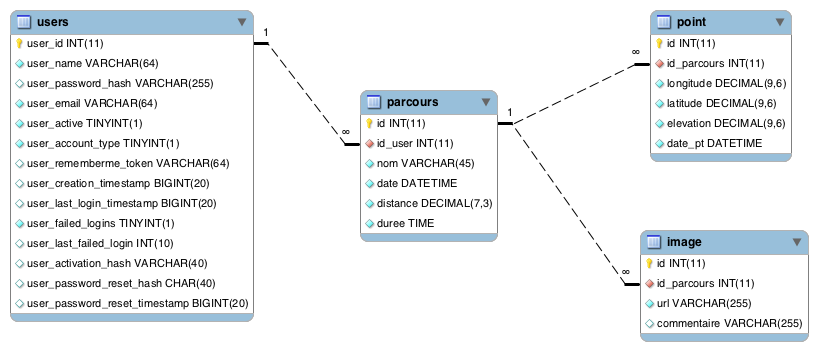 users
user_id INT(11)
user_name VARCHAR(64)
user_password_hash VARCHAR(255)
user_email VARCHAR(64)
user_active TINYINT(1)
user_account_type TINYINT(1)
user_rememberme_token VARCHAR(64)
user_creation_timestamp BIGINT(20)
user_last_login_timestamp BIGINT(20)
user_failed_logins TINYINT(1)
user_last_failed_login INT(10)
user_activation_hash VARCHAR(40)
user_password_reset_hash CHAR(40)
user_password_reset_timestamp BIGINT(20)
1
∞
parcours
id INT(11)
id_user INT(11)
nom VARCHAR(45)
date DATETIME
distance DECIMAL(7,3)
duree TIME
1
∞
point
id INT(11)
id_parcours INT(11)
longitude DECIMAL(9,6)
latitude DECIMAL(9,6)
elevation DECIMAL(9,6)
date_pt DATETIME
∞
image
id INT(11)
id_parcours INT(11)
url VARCHAR(255)
commentaire VARCHAR(255)